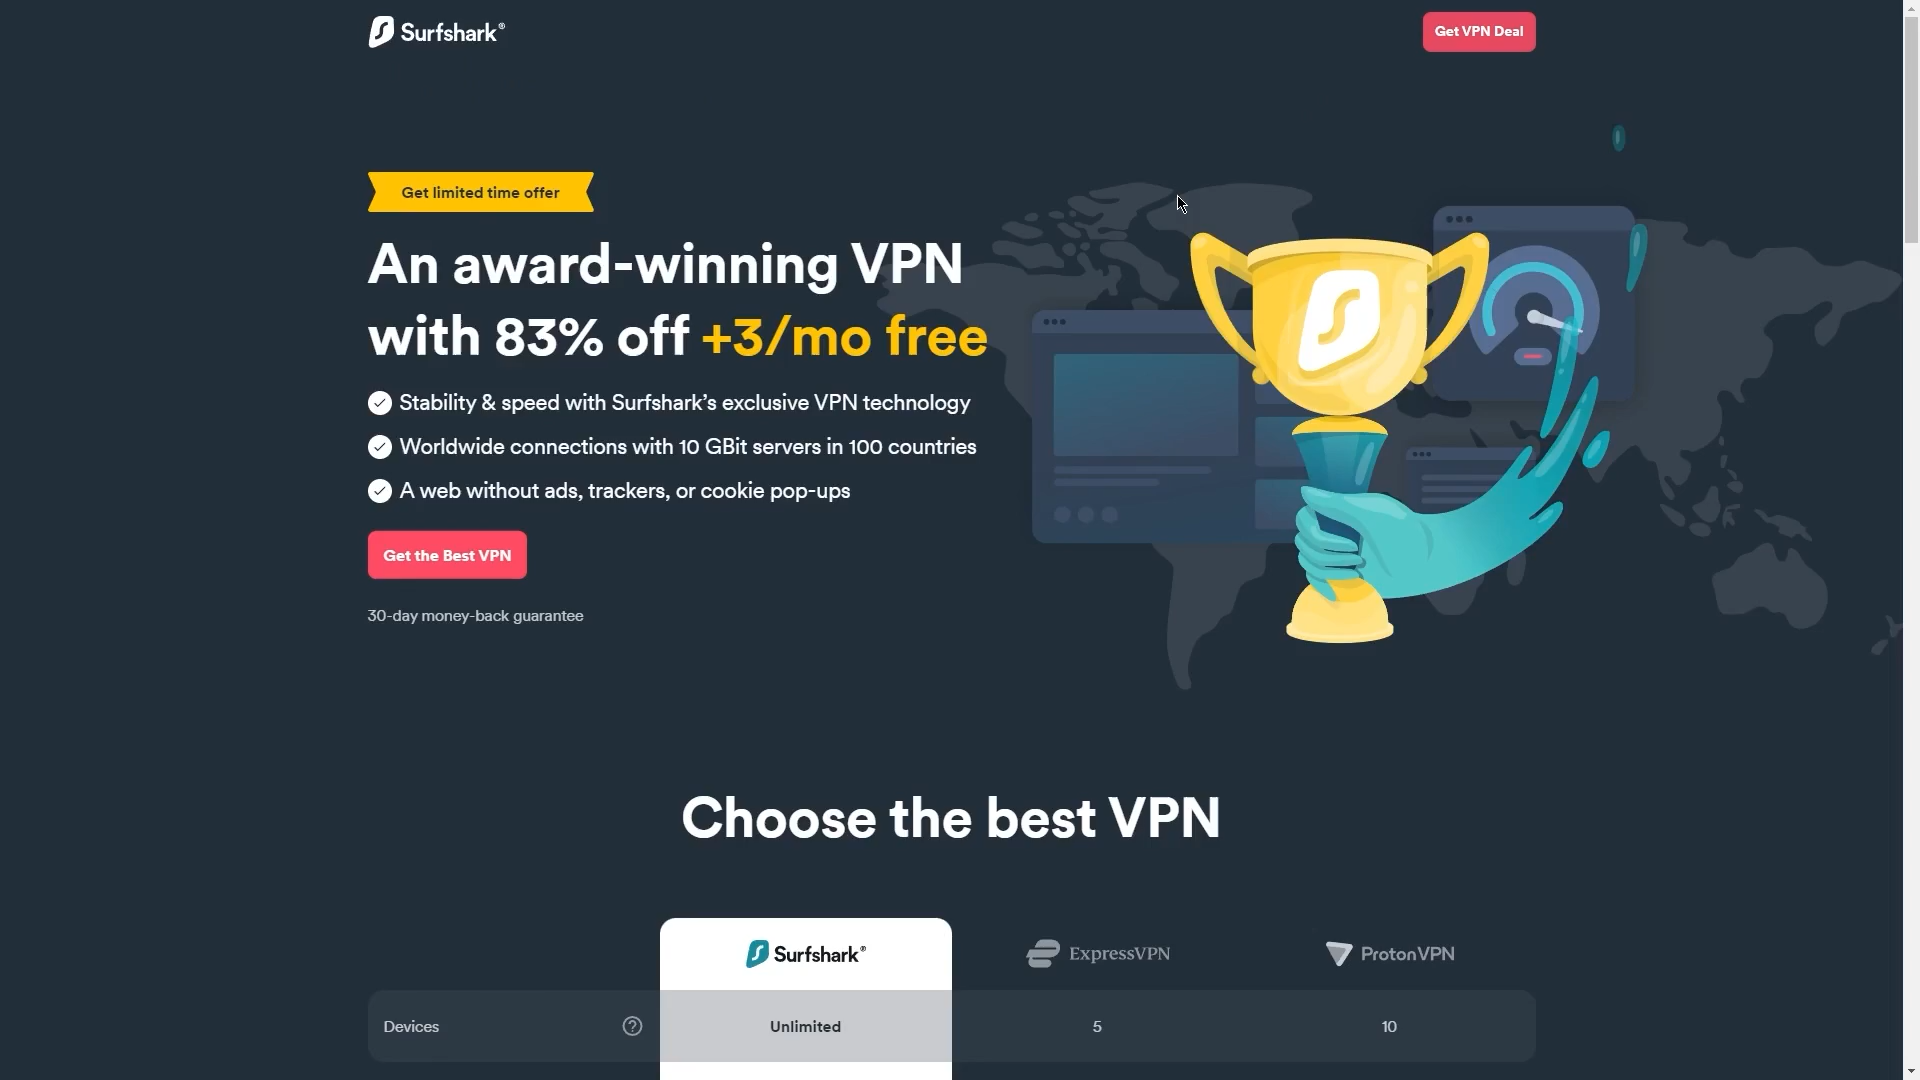 Surfshark®
Get VPN Deal
Get limited time offer
An award-winning VPN
with 83% off +3/mo free
Stability & speed with Surfshark’s exclusive VPN technology
Worldwide connections with 10 GBit servers in 100 countries
A web without ads, trackers, or cookie pop-ups
Get the Best VPN
30-day money-back guarantee
Choose the best VPN
Surfshark® ExpressVPN ProtonVPN
Devices ? Unlimited 5 10